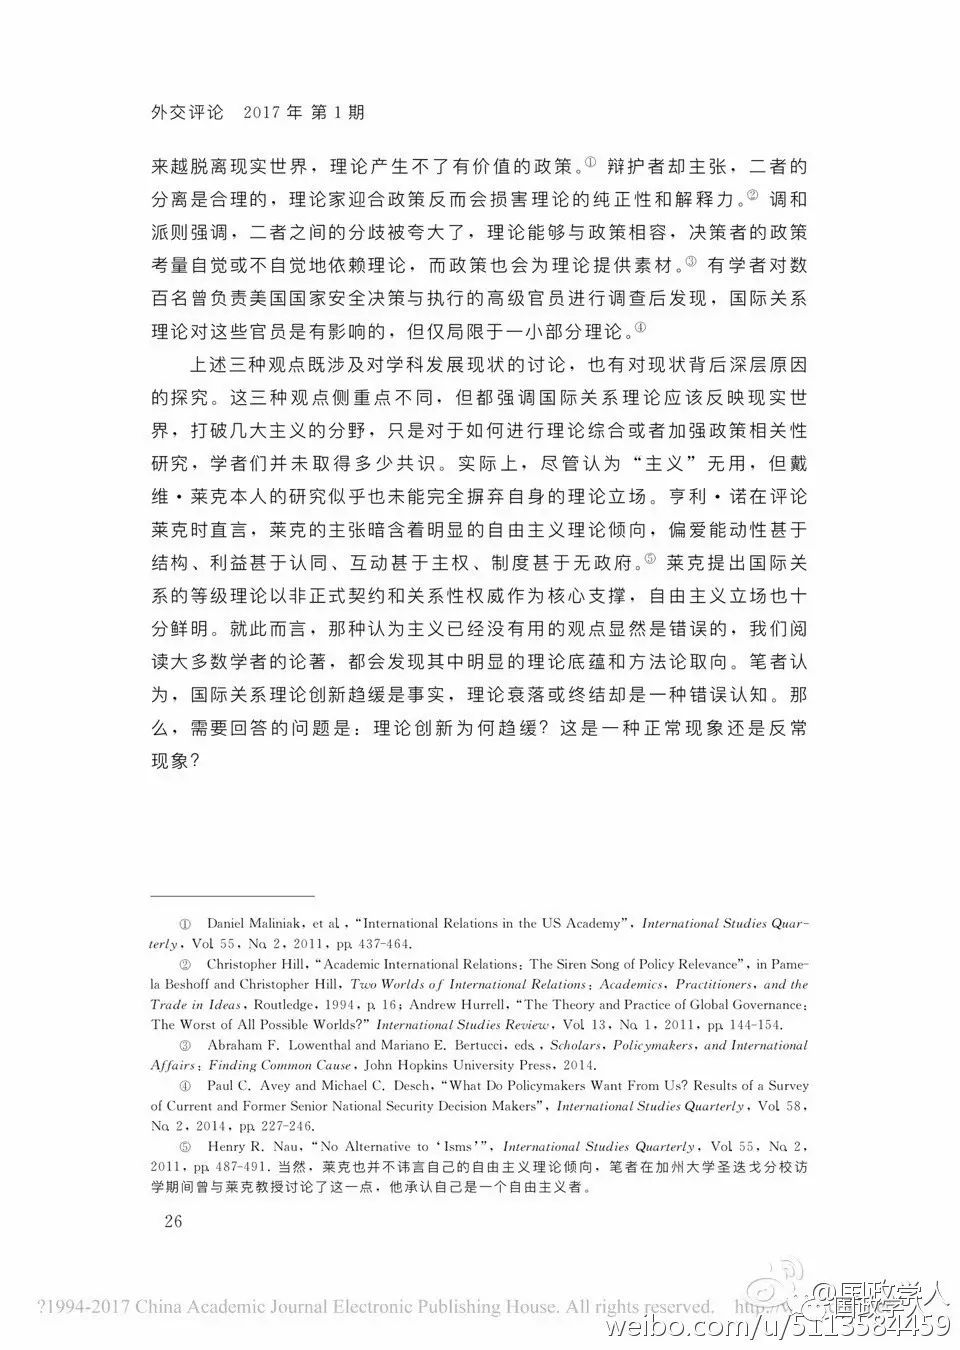 外交评论 2017 年 第 1 期
来越脱离现实世界，理论产生不了有价值的政策。① 辩护者却主张，二者的
分离是合理的，理论家迎合政策反而会损害理论的纯正性和解释力。② 调和
派则强调，二者之间的分歧被夸大了，理论能够与政策相容，决策者的政策
考量自觉或不自觉地依赖理论，而政策也会为理论提供素材。③ 有学者对数
百名曾负责美国国家安全决策与执行的高级官员进行调查后发现，国际关系
理论对这些官员是有影响的，但仅局限于一小部分理论。④
上述三种观点既涉及对学科发展现状的讨论，也有对现状背后深层原因
的探究。这三种观点侧重点不同，但都强调国际关系理论应该反映现实世
界，打破几大主义的分野，只是对于如何进行理论综合或者加强政策相关性
研究，学者们并未取得多少共识。实际上，尽管认为“主义”无用，但戴
维·莱克本人的研究似乎也未能完全摒弃自身的理论立场。亨利·诺在评论
莱克时直言，莱克的主张暗含着明显的自由主义理论倾向，偏爱能动性甚于
结构、利益甚于认同、互动甚于主权、制度甚于无政府。⑤ 莱克提出国际关
系的等级理论以非正式契约和关系性权威作为核心支撑，自由主义立场也十
分鲜明。就此而言，那种认为主义已经没有用的观点显然是错误的，我们阅
读大多数学者的论著，都会发现其中明显的理论底蕴和方法论取向。笔者认
为，国际关系理论创新趋缓是事实，理论衰落或终结却是一种错误认知。那
么，需要回答的问题是：理论创新为何趋缓？这是一种正常现象还是反常
现象？
① Daniel Maliniak, et al., “International Relations in the US Academy”, International Studies Quar-
terly, Vol. 55, No. 2, 2011, pp. 437-464.
② Christopher Hill, “Academic International Relations: The Siren Song of Policy Relevance”, in Pame-
la Beshoff and Christopher Hill, Two Worlds of International Relations: Academics, Practitioners, and the
Trade in Ideas, Routledge, 1994, p. 16; Andrew Hurrell, “The Theory and Practice of Global Governance:
The Worst of All Possible Worlds?” International Studies Review, Vol. 13, No. 1, 2011, pp. 144-154.
③ Abraham F. Lowenthal and Mariano E. Bertucci, eds., Scholars, Policymakers, and International
Affairs: Finding Common Cause, John Hopkins University Press, 2014.
④ Paul C. Avey and Michael C. Desch, “What Do Policymakers Want From Us? Results of a Survey
of Current and Former Senior National Security Decision Makers”, International Studies Quarterly, Vol. 58,
No. 2, 2014, pp. 227-246.
⑤ Henry R. Nau, “No Alternative to ‘Isms’”, International Studies Quarterly, Vol. 55, No. 2,
2011, pp. 487-491. 当然，莱克也并不讳言自己的自由主义理论倾向，笔者在加州大学圣迭戈分校访
学期间曾与莱克教授讨论了这一点，他承认自己是一个自由主义者。
26
@国政学人
?1994-2017 China Academic Journal Electronic Publishing House. All rights reserved.
国政学人
weibo.com/u/5113584459